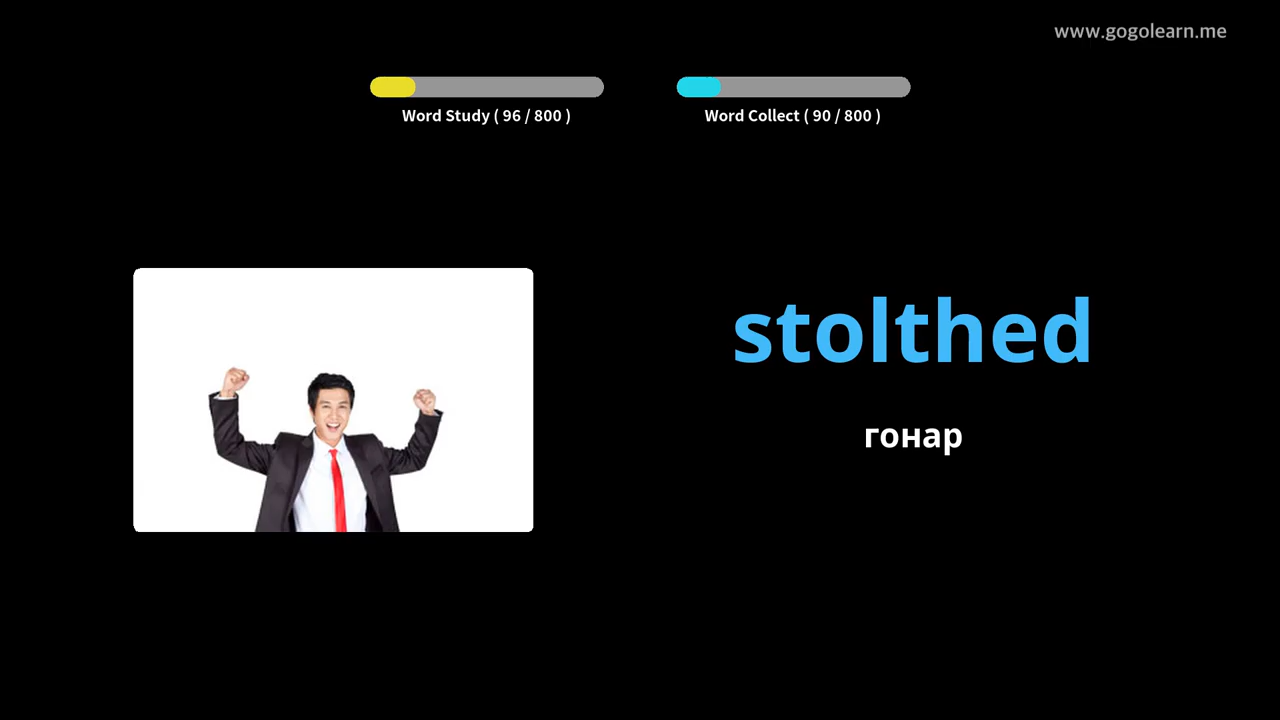 www.gogolearn.me
Word Study ( 96 / 800 )
Word Collect ( 90 / 800 )
stolthed
гонар